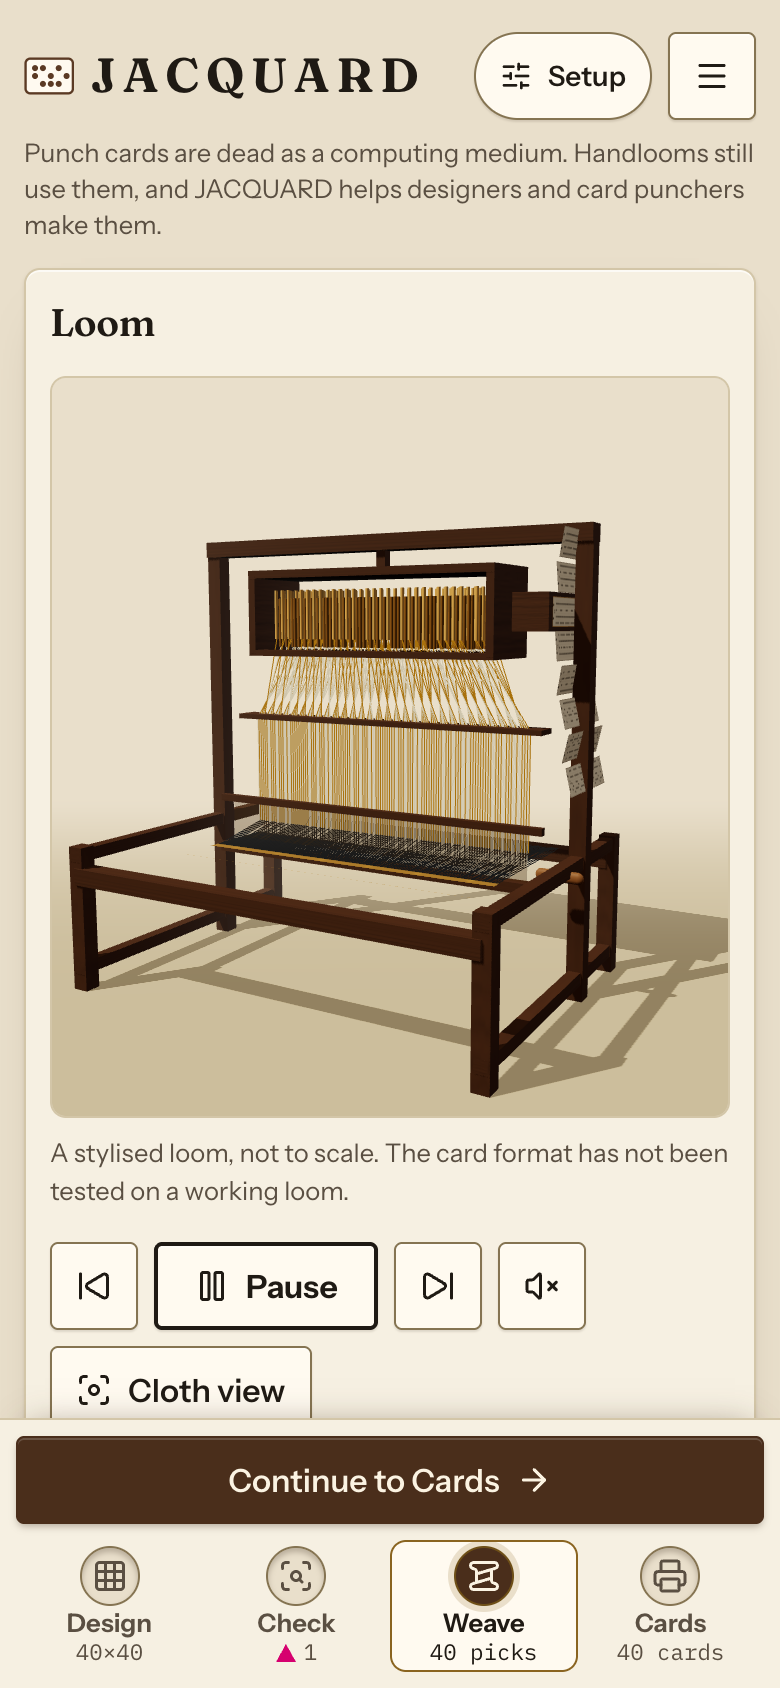 JACQUARD
Setup
Punch cards are dead as a computing medium. Handlooms still
use them, and JACQUARD helps designers and card punchers
make them.
Loom
A stylised loom, not to scale. The card format has not been
tested on a working loom.
Pause
Cloth view
Continue to Cards
Design
40×40
Check
1
Weave
40 picks
Cards
40 cards